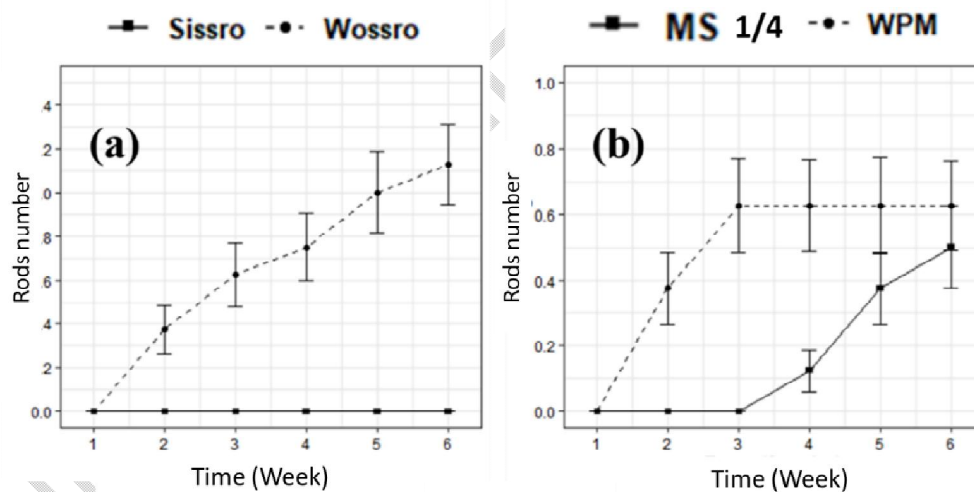 Sissro Wossro
(a)
Rods number
.4
.2
.0
.8
.6
.4
.2
0.0
1 2 3 4 5 6
Time (Week)
MS 1/4 WPM
(b)
Rods number
1.0
0.8
0.6
0.4
0.2
0.0
1 2 3 4 5 6
Time (Week)